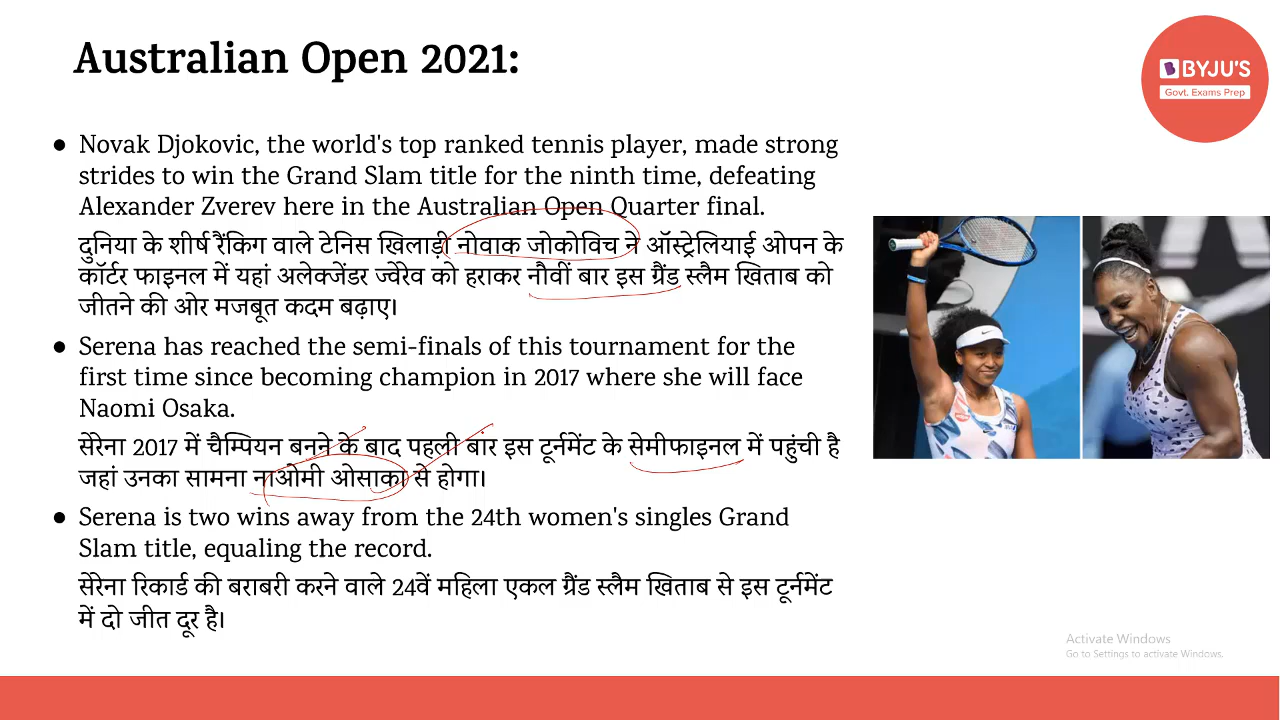 Australian Open 2021:
BYJU'S
Govt. Exams Prep
● Novak Djokovic, the world's top ranked tennis player, made strong
strides to win the Grand Slam title for the ninth time, defeating
Alexander Zverev here in the Australian Open Quarter final.
दुनिया के शीर्ष रैंकिंग वाले टेनिस खिलाड़ी नोवाक जोकोविच ने ऑस्ट्रेलियाई ओपन के
कॉर्टर फाइनल में यहां अलेक्जेंडर ज्वेरेव को हराकर नौवीं बार इस ग्रैंड स्लैम खिताब को
जीतने की ओर मजबूत कदम बढ़ाए।
● Serena has reached the semi-finals of this tournament for the
first time since becoming champion in 2017 where she will face
Naomi Osaka.
सेरेना 2017 में चैम्पियन बनने के बाद पहली बार इस टूर्नमेंट के सेमीफाइनल में पहुंची है
जहां उनका सामना नाओमी ओसाका से होगा।
● Serena is two wins away from the 24th women's singles Grand
Slam title, equaling the record.
सेरेना रिकार्ड की बराबरी करने वाले 24वें महिला एकल ग्रैंड स्लैम खिताब से इस टूर्नमेंट
में दो जीत दूर है।
Activate Windows
Go to Settings to activate Windows.